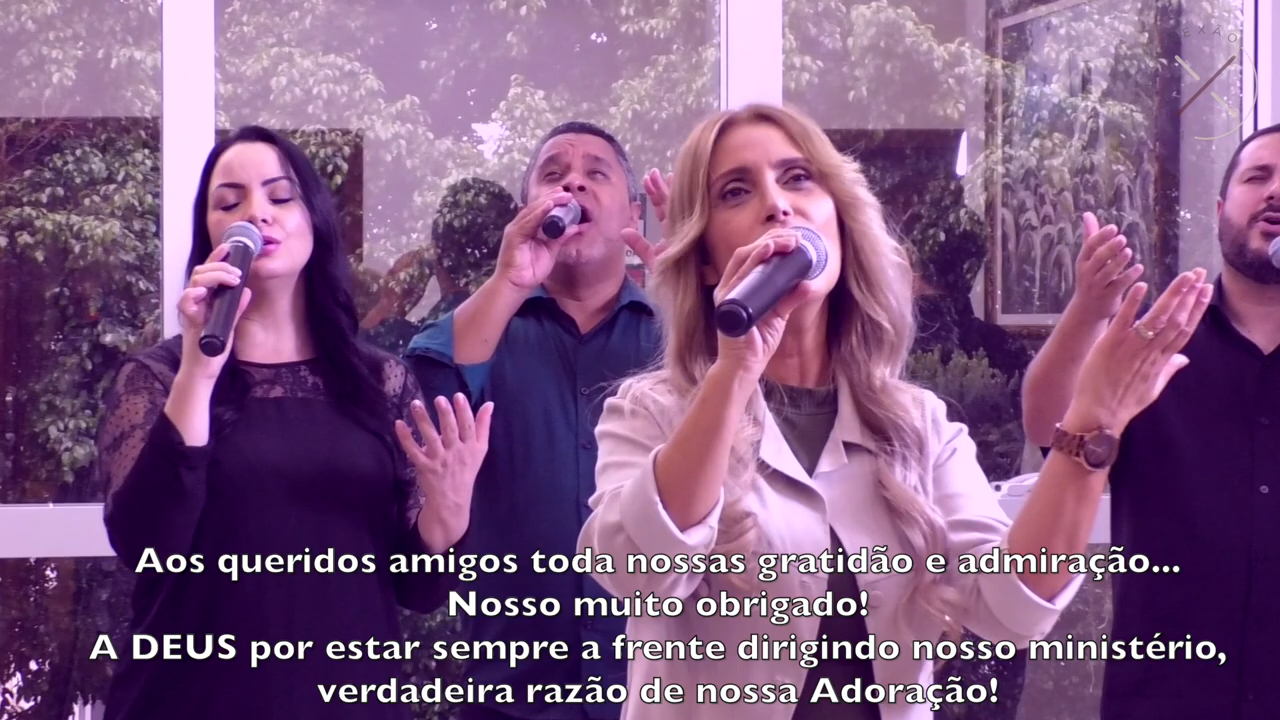 EXÃO
Aos queridos amigos toda nossas gratidão e admiração...
Nosso muito obrigado!
A DEUS por estar sempre a frente dirigindo nosso ministério,
verdadeira razão de nossa Adoração!